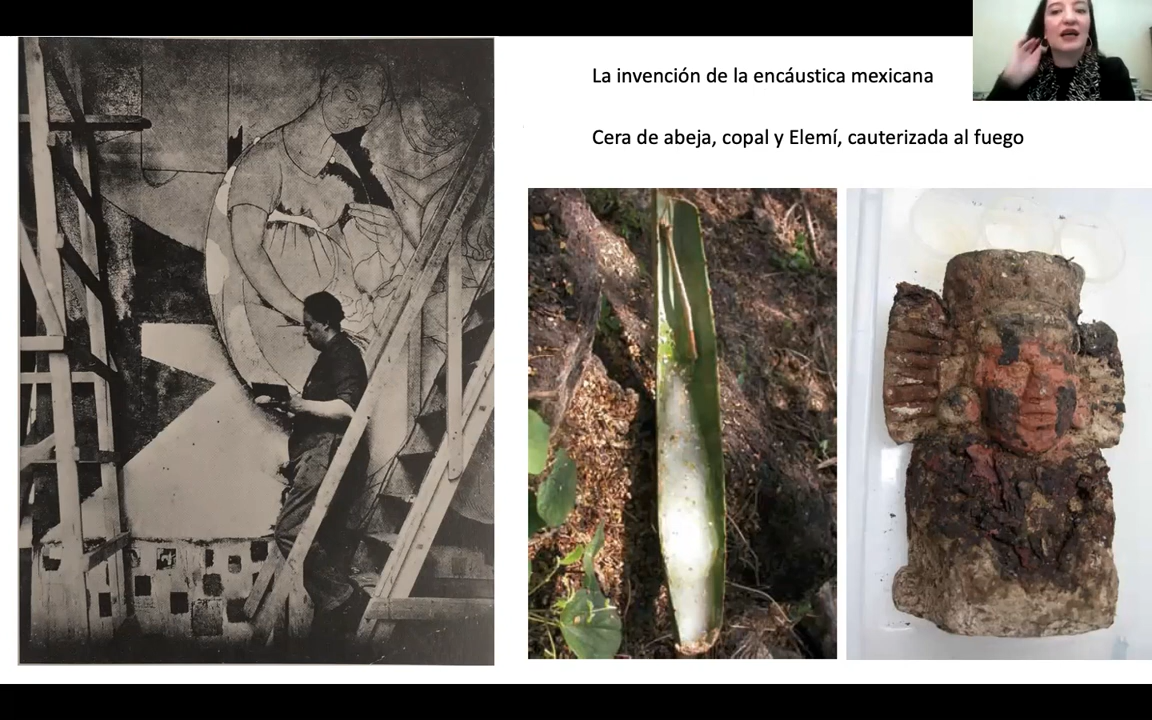 La invención de la encáustica mexicana
Cera de abeja, copal y Elemí, cauterizada al fuego